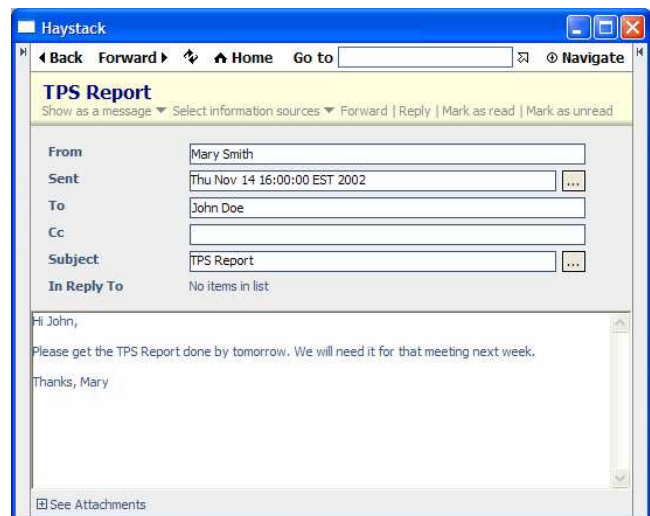 Haystack
Back Forward Home Go to Navigate
TPS Report
Show as a message Select information sources Forward | Reply | Mark as read | Mark as unread
From Mary Smith
Sent Thu Nov 14 16:00:00 EST 2002 ...
To John Doe
Cc
Subject TPS Report ...
In Reply To No items in list
Hi John,
Please get the TPS Report done by tomorrow. We will need it for that meeting next week.
Thanks, Mary
See Attachments